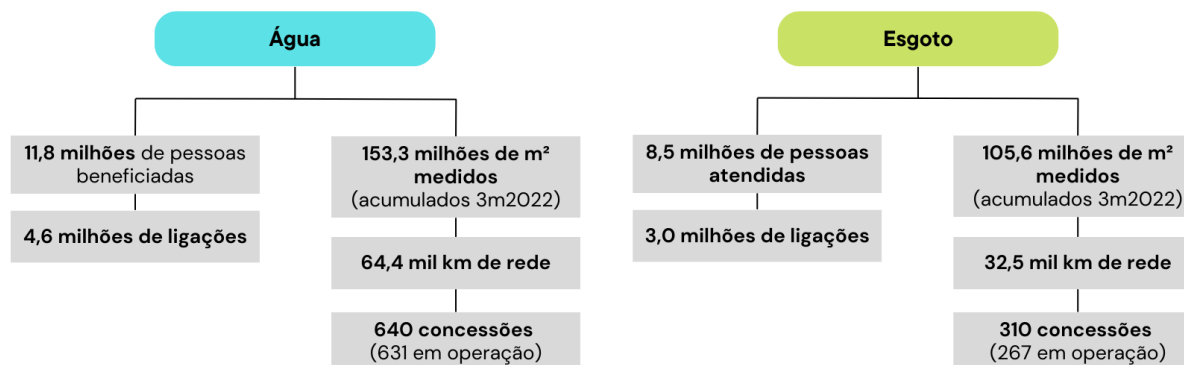 Água
11,8 milhões de pessoas
beneficiadas
4,6 milhões de ligações
153,3 milhões de m²
medidos
(acumulados 3m2022)
64,4 mil km de rede
640 concessões
(631 em operação)
Esgoto
8,5 milhões de pessoas
atendidas
3,0 milhões de ligações
105,6 milhões de m²
medidos
(acumulados 3m2022)
32,5 mil km de rede
310 concessões
(267 em operação)